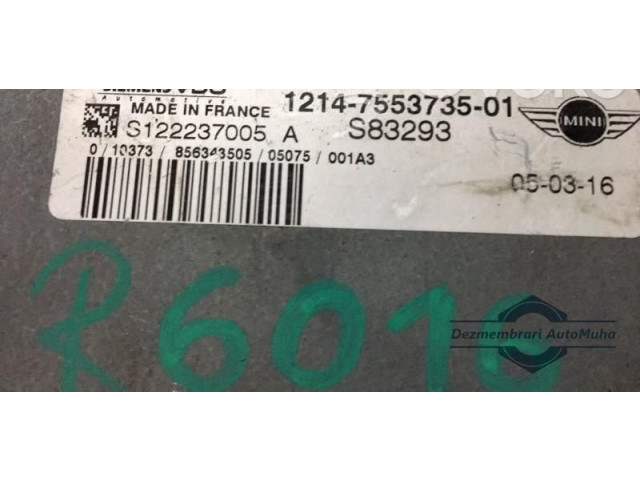 SIEMENS VDO
Automotive
MADE IN FRANCE 1214-7553735-01
S122237005 A S83293
MINI
0/10373/856343505/05075/001A3
05-03-16
R6010
Dezmembrari AutoMuha